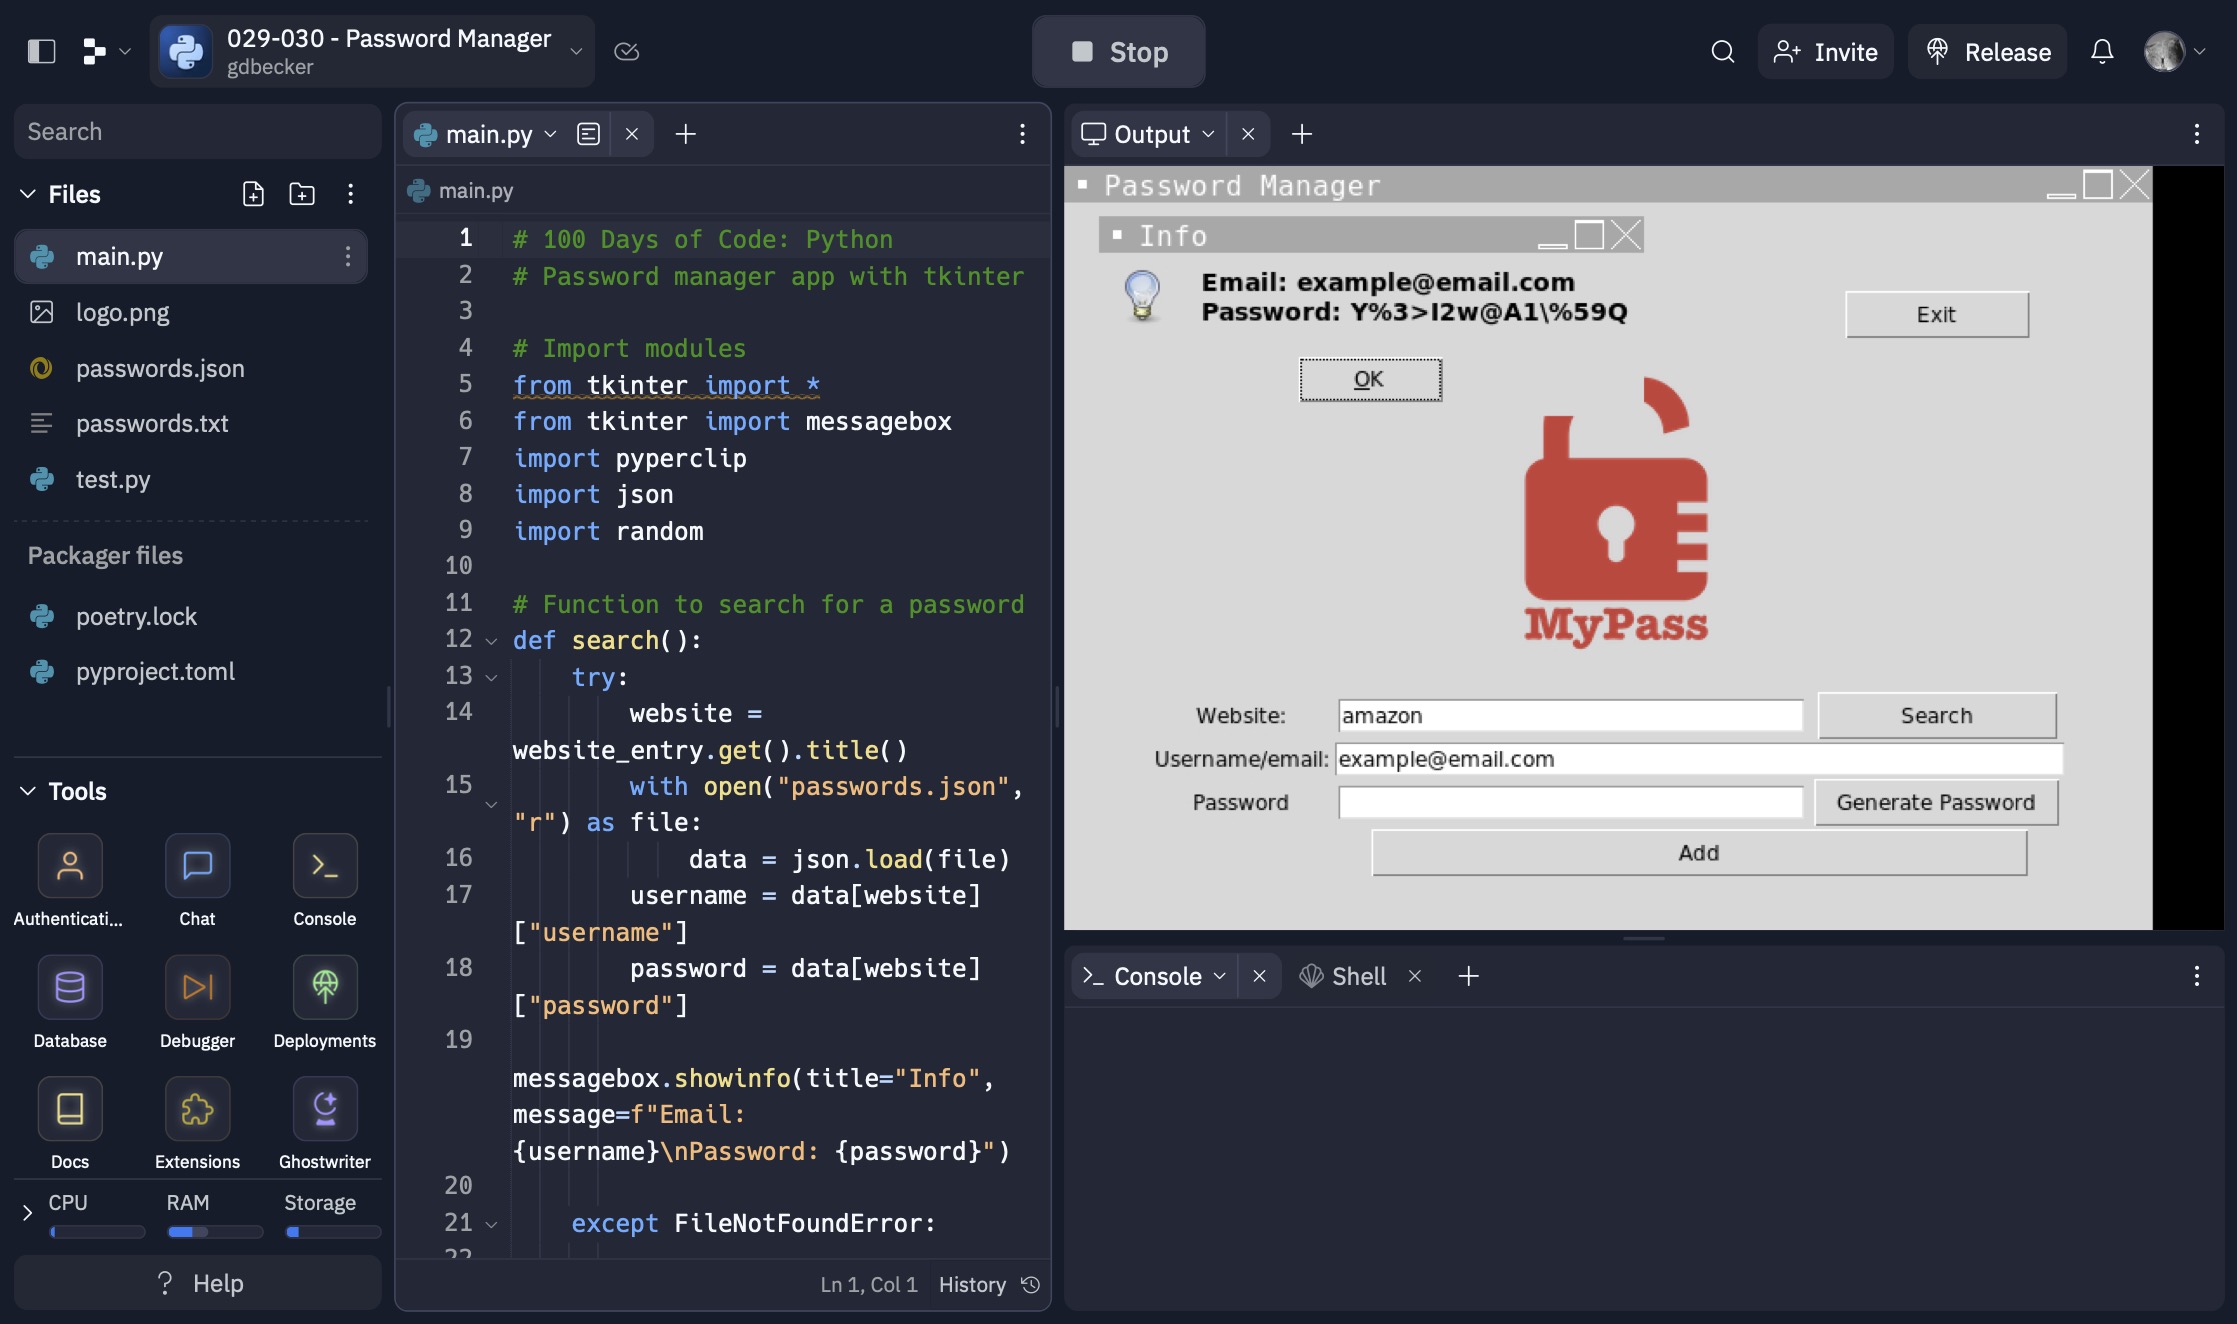 029-030 - Password Manager
gdbecker
Stop
Invite
Release
Search
Files
main.py
logo.png
passwords.json
passwords.txt
test.py
Packager files
poetry.lock
pyproject.toml
Tools
Authenticati...
Chat
Console
Database
Debugger
Deployments
Docs
Extensions
Ghostwriter
CPU
RAM
Storage
? Help
main.py
main.py
1 # 100 Days of Code: Python
2 # Password manager app with tkinter
3
4 # Import modules
5 from tkinter import *
6 from tkinter import messagebox
7 import pyperclip
8 import json
9 import random
10
11 # Function to search for a password
12 def search():
13 try:
14 website =
website_entry.get().title()
15 with open("passwords.json",
"r") as file:
16 data = json.load(file)
17 username = data[website]
["username"]
18 password = data[website]
["password"]
19
messagebox.showinfo(title="Info",
message=f"Email:
{username}\nPassword: {password}")
20
21 except FileNotFoundError:
22
Ln 1, Col 1 History
Output
Password Manager
Info
Email: example@email.com
Password: Y%3>I2w@A1\%59Q
OK
Exit
MyPass
Website: amazon Search
Username/email: example@email.com
Password Generate Password
Add
Console
Shell